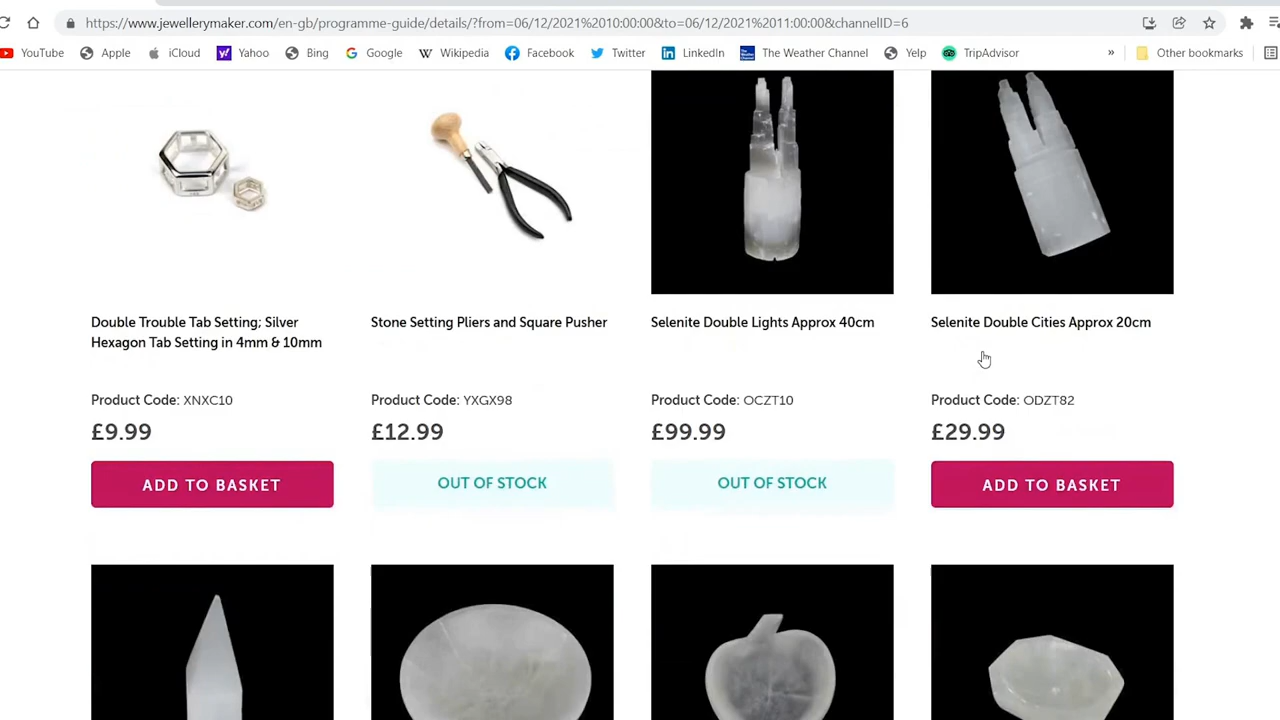 https://www.jewellerymaker.com/en-gb/programme-guide/details/?from=06/12/2021%2010:00:00&to=06/12/2021%2011:00:00&channelID=6
YouTube Apple iCloud Yahoo Bing Google Wikipedia Facebook Twitter LinkedIn The Weather Channel Yelp TripAdvisor » Other bookmarks
Double Trouble Tab Setting; Silver
Hexagon Tab Setting in 4mm & 10mm
Product Code: XNXC10
£9.99
ADD TO BASKET
Stone Setting Pliers and Square Pusher
Product Code: YXGX98
£12.99
OUT OF STOCK
Selenite Double Lights Approx 40cm
Product Code: OCZT10
£99.99
OUT OF STOCK
Selenite Double Cities Approx 20cm
Product Code: ODZT82
£29.99
ADD TO BASKET